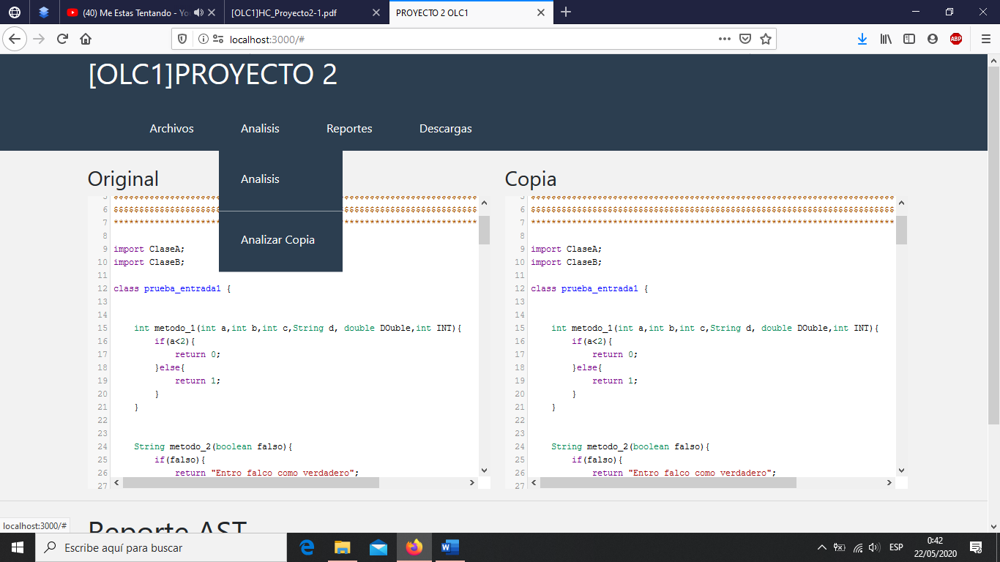 (40) Me Estas Tentando - Yo
[OLC1]HC_Proyecto2-1.pdf
PROYECTO 2 OLC1
localhost:3000/#
ABP
[OLC1]PROYECTO 2
Archivos
Analisis
Reportes
Descargas
Analisis
Analizar Copia
Original
5
6 $$$$$$$$$$$$$$$$$$$$$$$$$$$$$$$$$$$$$$$$$$$$$$$$$$$$$$$$$$$$$$$$$$$$$$$
7 ***********************************************************************
8
9 import ClaseA;
10 import ClaseB;
11
12 class prueba_entrada1 {
13
14
15     int metodo_1(int a,int b,int c,String d, double DOuble,int INT){
16         if(a<2){
17             return 0;
18         }else{
19             return 1;
20         }
21     }
22
23
24     String metodo_2(boolean falso){
25         if(falso){
26             return "Entro falco como verdadero";
27
Copia
5
6 $$$$$$$$$$$$$$$$$$$$$$$$$$$$$$$$$$$$$$$$$$$$$$$$$$$$$$$$$$$$$$$$$$$$$$$
7 ***********************************************************************
8
9 import ClaseA;
10 import ClaseB;
11
12 class prueba_entrada1 {
13
14
15     int metodo_1(int a,int b,int c,String d, double DOuble,int INT){
16         if(a<2){
17             return 0;
18         }else{
19             return 1;
20         }
21     }
22
23
24     String metodo_2(boolean falso){
25         if(falso){
26             return "Entro falco como verdadero";
27
Reporte AST
localhost:3000/#
Escribe aquí para buscar
ESP
0:42
22/05/2020